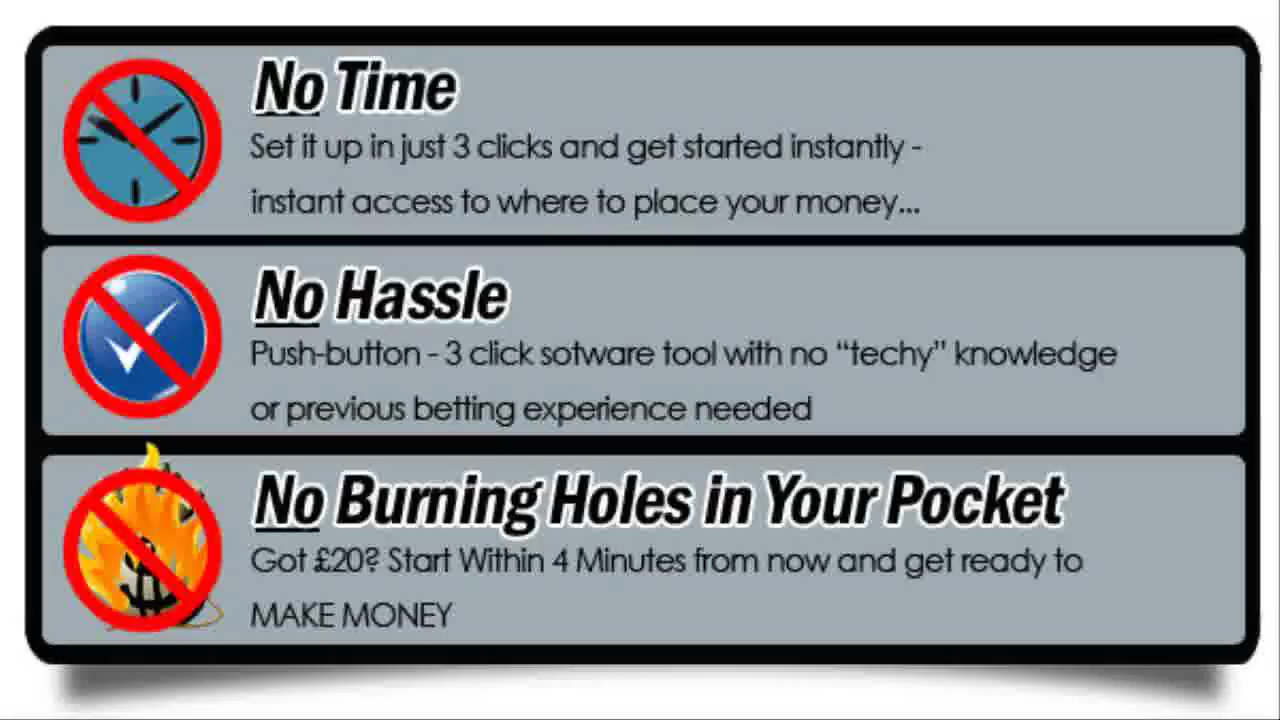 No Time
Set it up in just 3 clicks and get started instantly -
instant access to where to place your money...
No Hassle
Push-button - 3 click sotware tool with no “techy” knowledge
or previous betting experience needed
No Burning Holes in Your Pocket
Got £20? Start Within 4 Minutes from now and get ready to
MAKE MONEY